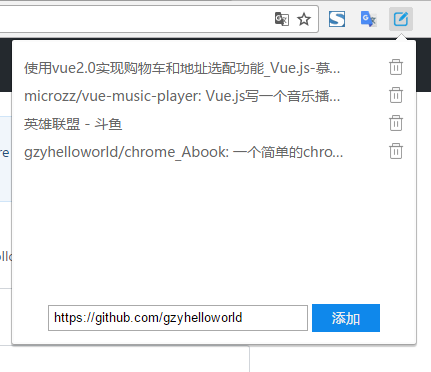 使用vue2.0实现购物车和地址选配功能_Vue.js-慕...
microzz/vue-music-player: Vue.js写一个音乐播...
英雄联盟 - 斗鱼
gzyhelloworld/chrome_Abook: 一个简单的chro...
https://github.com/gzyhelloworld
添加